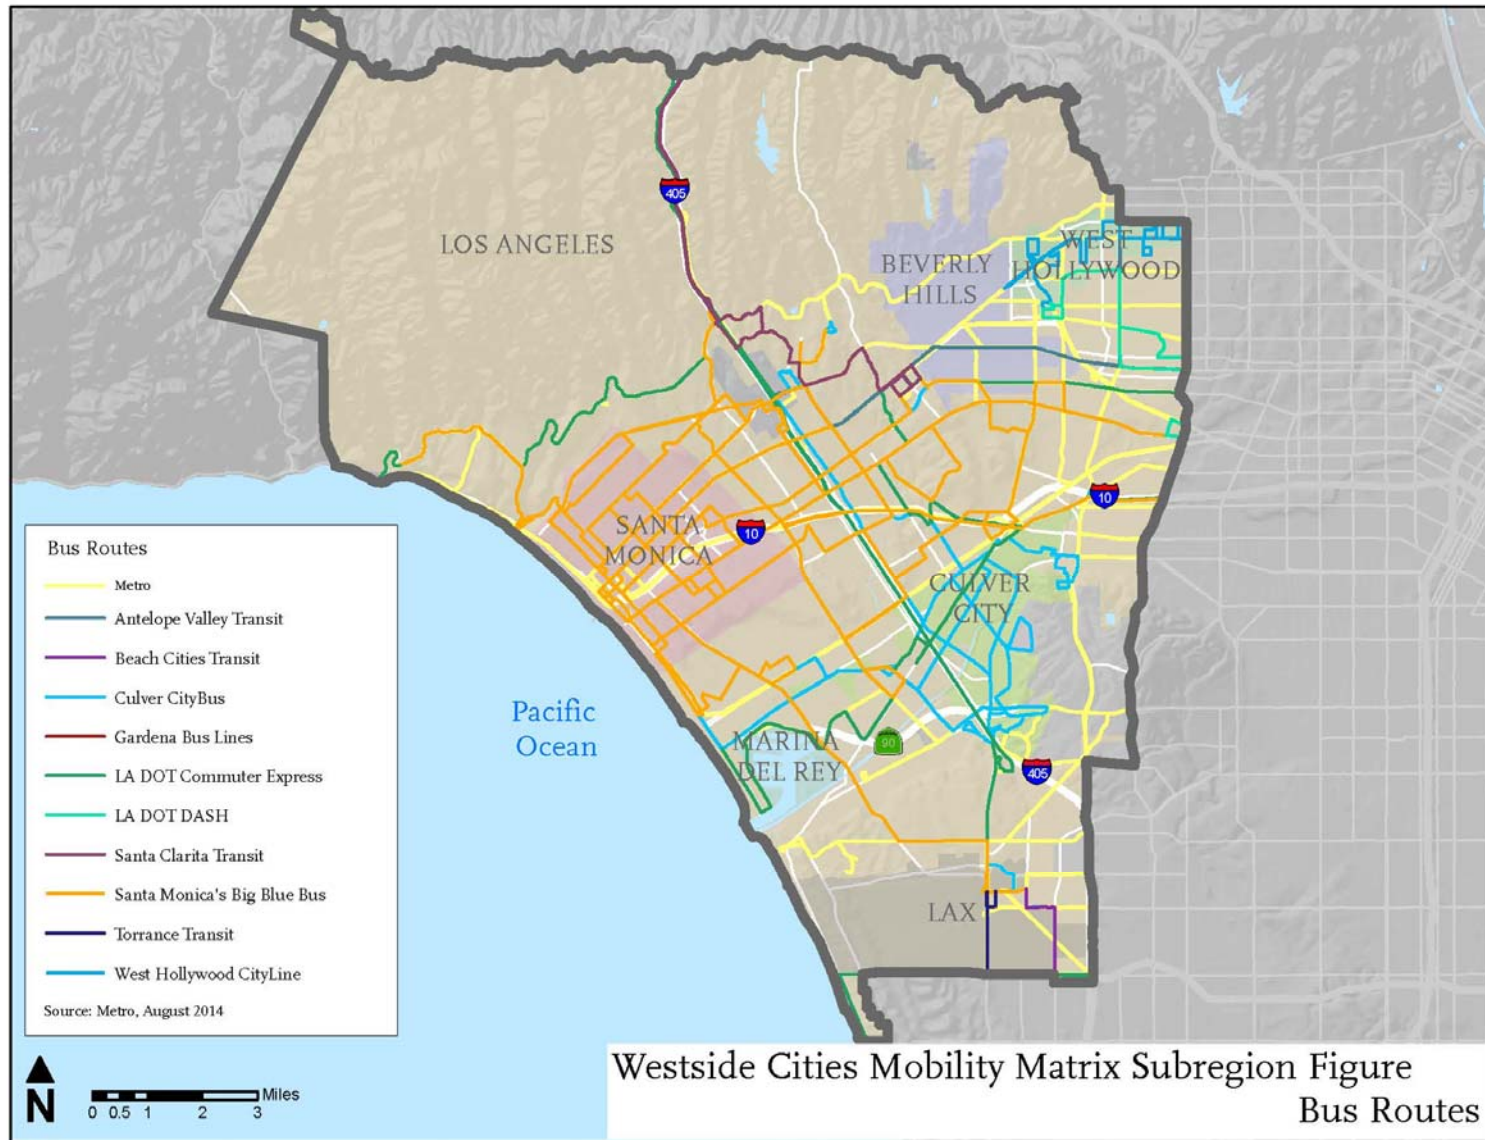 405
LOS ANGELES
WEST
HOLLYWOOD
BEVERLY
HILLS
10
SANTA
MONICA
10
CULVER
CITY
Pacific
Ocean
MARINA
DEL REY
90
405
LAX
Bus Routes
Metro
Antelope Valley Transit
Beach Cities Transit
Culver CityBus
Gardena Bus Lines
LA DOT Commuter Express
LA DOT DASH
Santa Clarita Transit
Santa Monica's Big Blue Bus
Torrance Transit
West Hollywood CityLine
Source: Metro, August 2014
N
Miles
0 0.5 1 2 3
Westside Cities Mobility Matrix Subregion Figure
Bus Routes